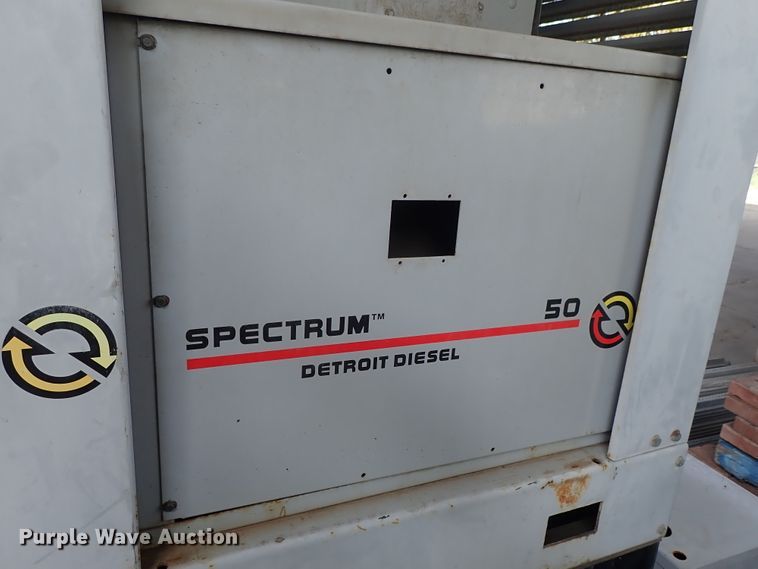 SPECTRUM™ 50
DETROIT DIESEL
Purple Wave Auction